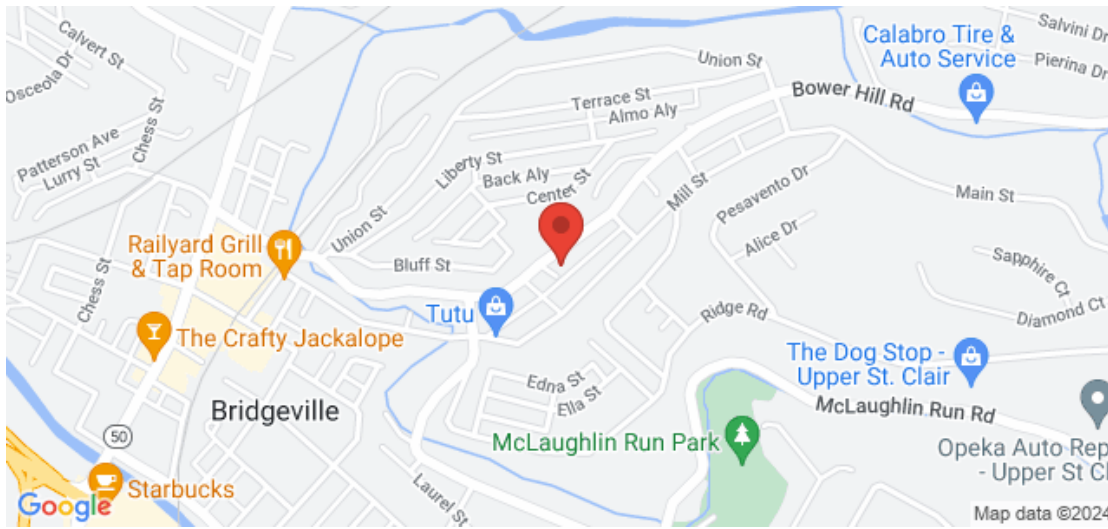 Calvert St
Osceola Dr
Chess St
Patterson Ave
Lurry St
Union St
Terrace St
Almo Aly
Bower Hill Rd
Calabro Tire &
Auto Service
Salvini Dr
Pierina Dr
Liberty St
Back Aly
Center St
Mill St
Pesavento Dr
Alice Dr
Main St
Union St
Bluff St
Railyard Grill
& Tap Room
Chess St
Tutu
The Crafty Jackalope
Sapphire Ct
Diamond Ct
Ridge Rd
The Dog Stop -
Upper St. Clair
McLaughlin Run Rd
Edna St
Ella St
Bridgeville
McLaughlin Run Park
Opeka Auto Rep
- Upper St Cl
50
Starbucks
Laurel St
Google
Map data ©2024